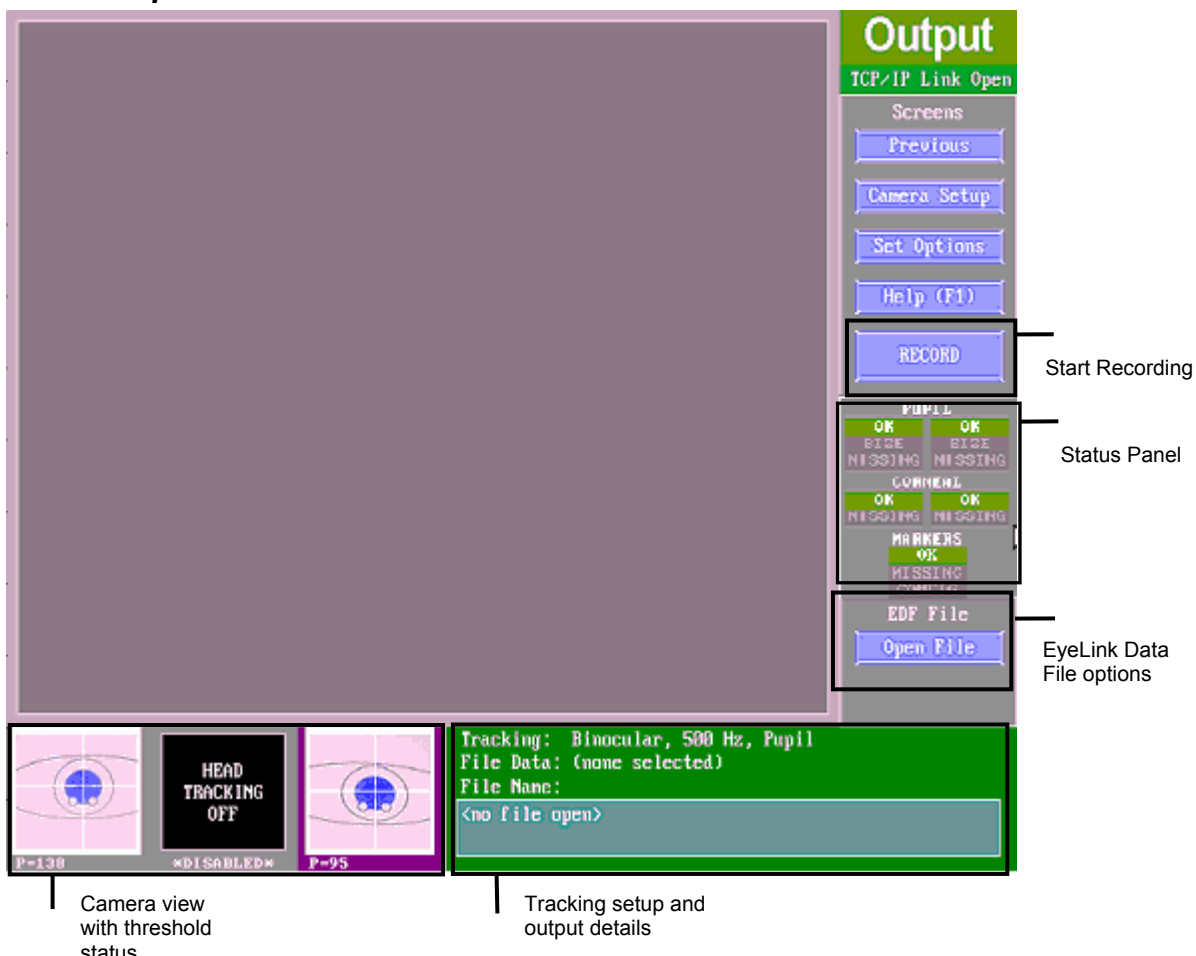 Output
TCP/IP Link Open
Screens
Previous
Camera Setup
Set Options
Help (F1)
RECORD
Start Recording
PUPIL
OK OK
SIZE SIZE
MISSING MISSING
CORNEAL
OK OK
MISSING MISSING
MARKERS
OK
MISSING
Status Panel
EDF File
Open File
EyeLink Data
File options
HEAD
TRACKING
OFF
P=138 *DISABLED* P=95
Tracking: Binocular, 500 Hz, Pupil
File Data: (none selected)
File Name:
<no file open>
Camera view
with threshold
status
Tracking setup and
output details